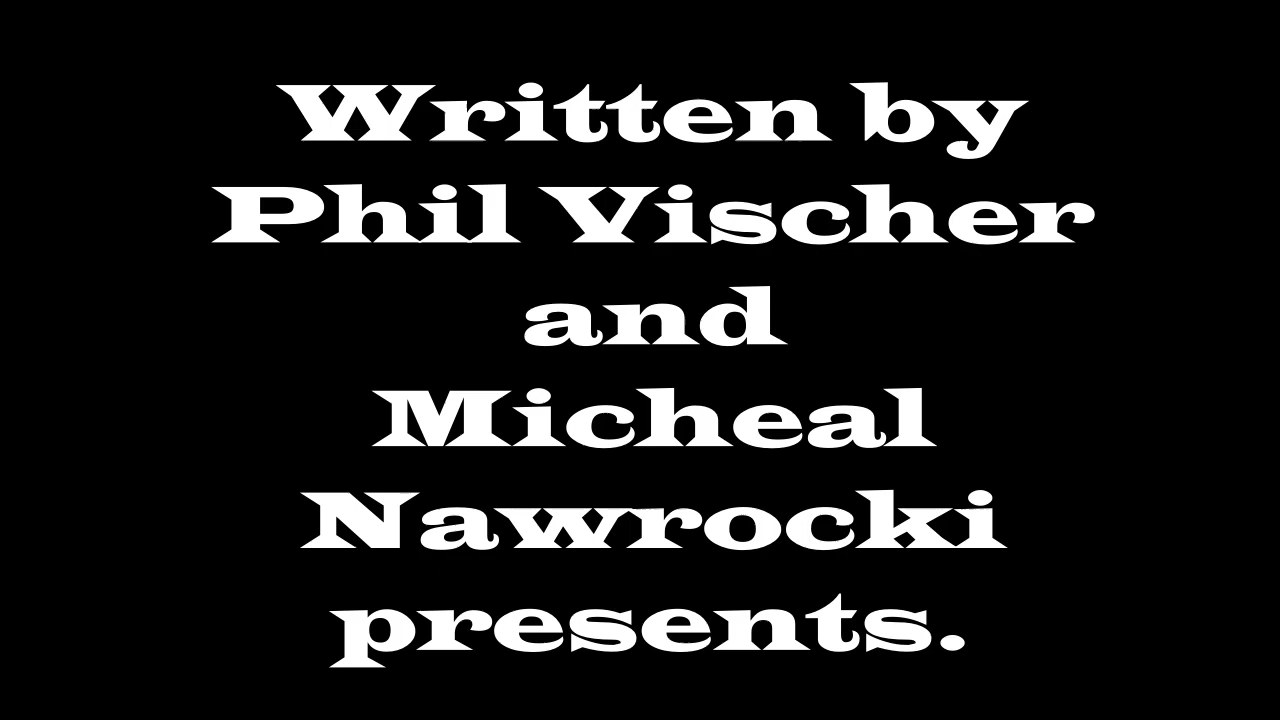 Written by
Phil Vischer
and
Micheal
Nawrocki
presents.